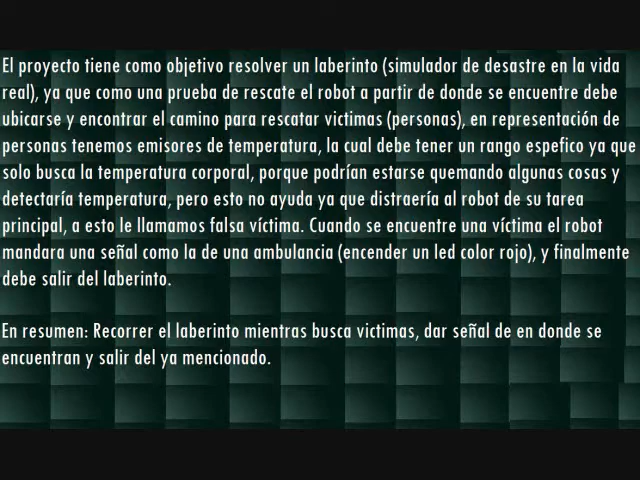 El proyecto tiene como objetivo resolver un laberinto (simulador de desastre en la vida
real), ya que como una prueba de rescate el robot a partir de donde se encuentre debe
ubicarse y encontrar el camino para rescatar victimas (personas), en representación de
personas tenemos emisores de temperatura, la cual debe tener un rango espefico ya que
solo busca la temperatura corporal, porque podrían estarse quemando algunas cosas y
detectaría temperatura, pero esto no ayuda ya que distraería al robot de su tarea
principal, a esto le llamamos falsa víctima. Cuando se encuentre una víctima el robot
mandara una señal como la de una ambulancia (encender un led color rojo), y finalmente
debe salir del laberinto.
En resumen: Recorrer el laberinto mientras busca victimas, dar señal de en donde se
encuentran y salir del ya mencionado.